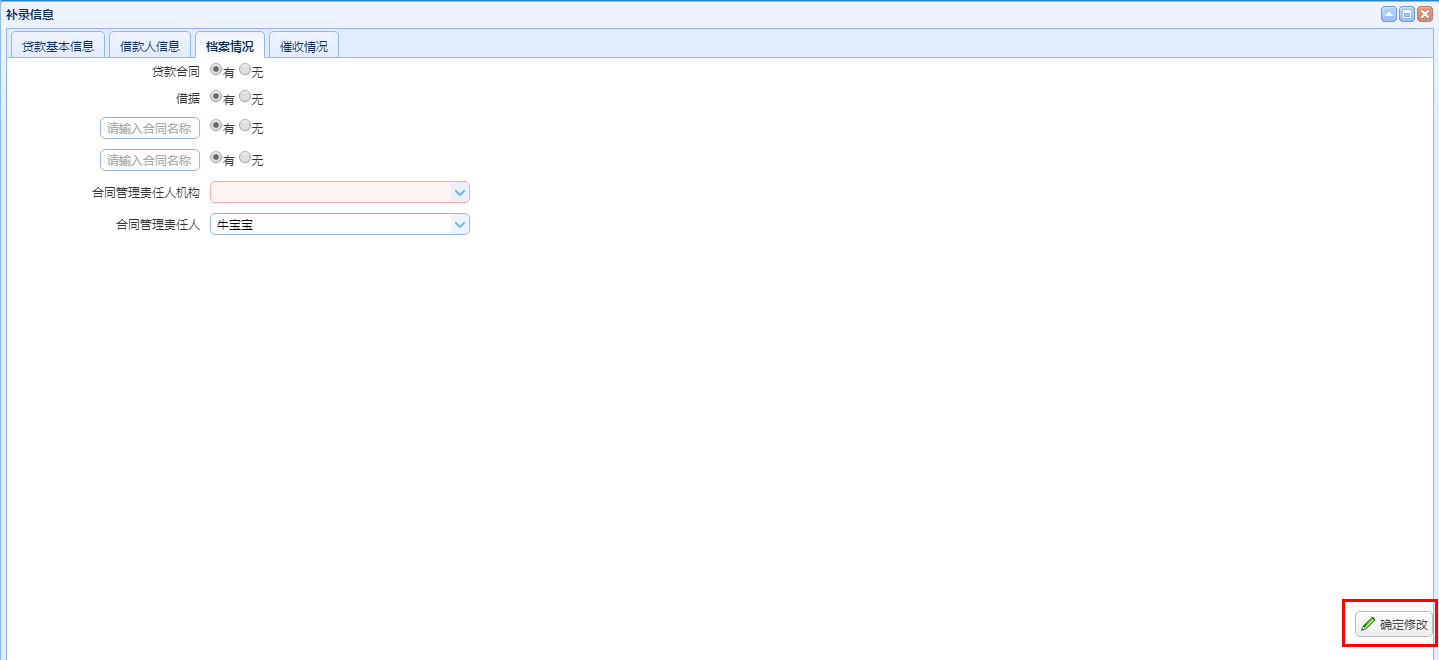 补录信息
贷款基本信息 借款人信息 档案情况 催收情况
贷款合同 有 无
借据 有 无
请输入合同名称 有 无
请输入合同名称 有 无
合同管理责任人机构
合同管理责任人 牛宝宝
确定修改